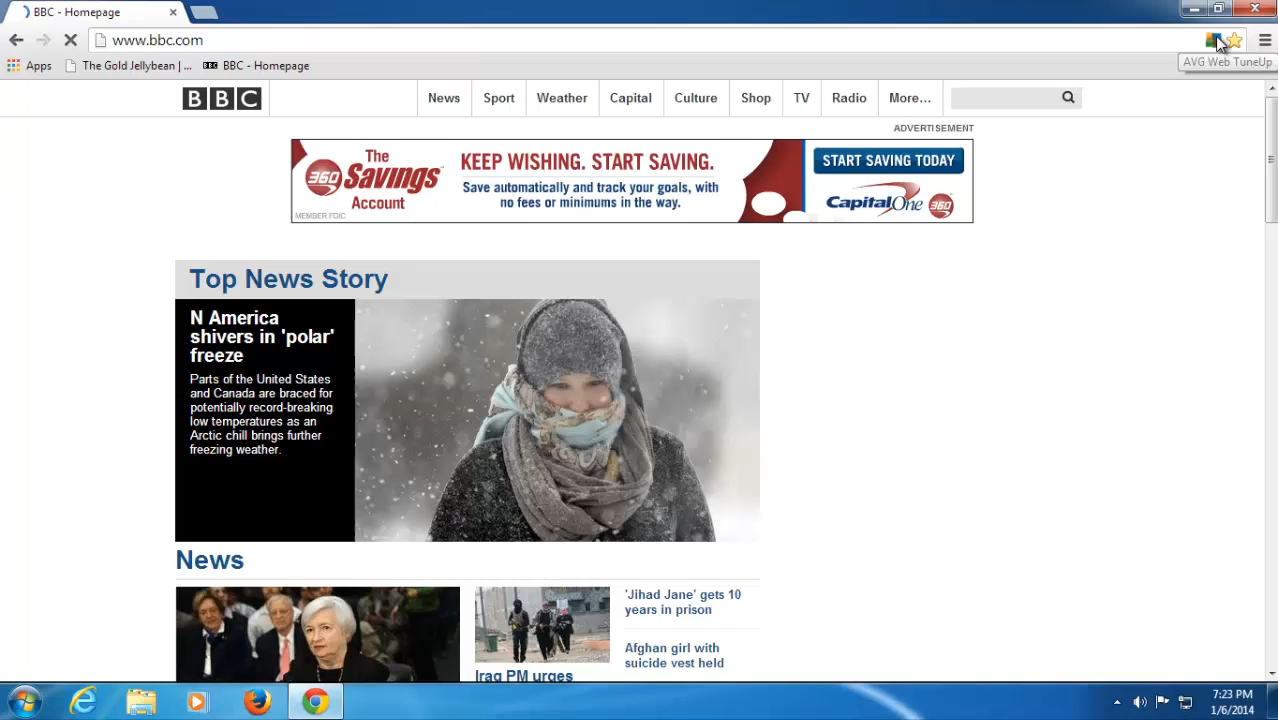 BBC - Homepage
www.bbc.com
AVG Web TuneUp
Apps
The Gold Jellybean | ...
BBC - Homepage
BBC
News
Sport
Weather
Capital
Culture
Shop
TV
Radio
More...
ADVERTISEMENT
The
360 Savings
Account
MEMBER FDIC
KEEP WISHING. START SAVING.
Save automatically and track your goals, with
no fees or minimums in the way.
START SAVING TODAY
Capital One 360
Top News Story
N America
shivers in 'polar'
freeze
Parts of the United States
and Canada are braced for
potentially record-breaking
low temperatures as an
Arctic chill brings further
freezing weather.
News
'Jihad Jane' gets 10
years in prison
Afghan girl with
suicide vest held
Iraq PM urges
7:23 PM
1/6/2014